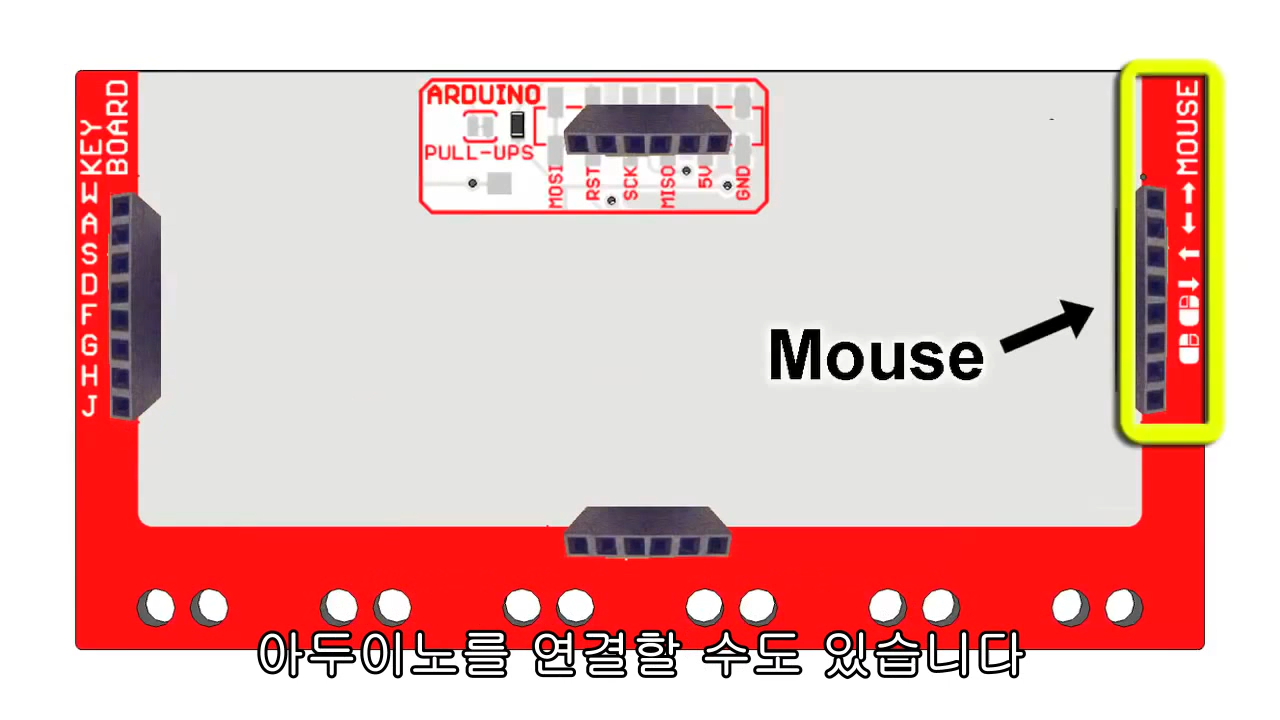 KEY
BOARD
W
A
S
D
F
G
H
J
ARDUINO
PULL-UPS
MOSI
RST
SCK
MISO
5V
GND
MOUSE
Mouse
아두이노를 연결할 수도 있습니다